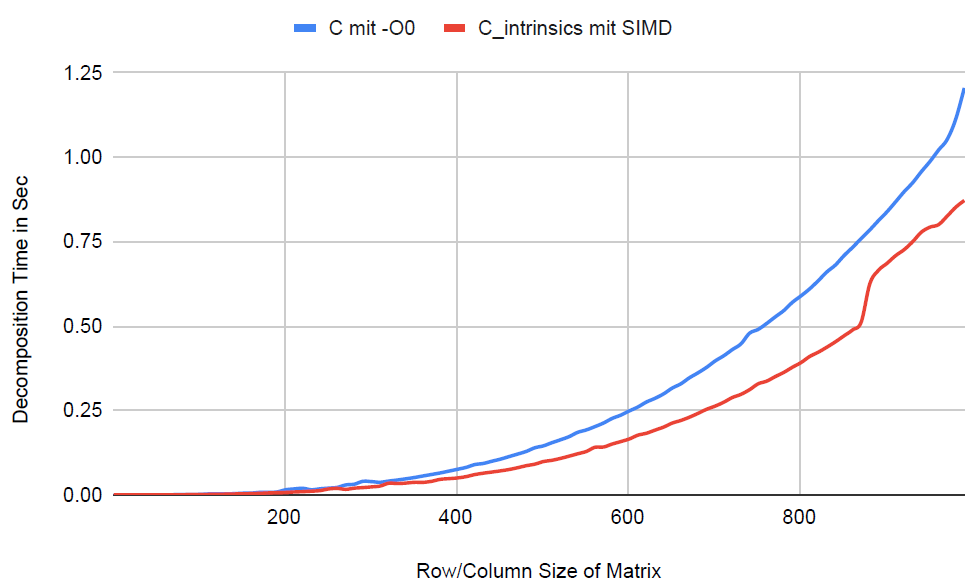 C mit -O0 C_intrinsics mit SIMD
1.25
1.00
0.75
0.50
0.25
0.00
Decomposition Time in Sec
200 400 600 800
Row/Column Size of Matrix